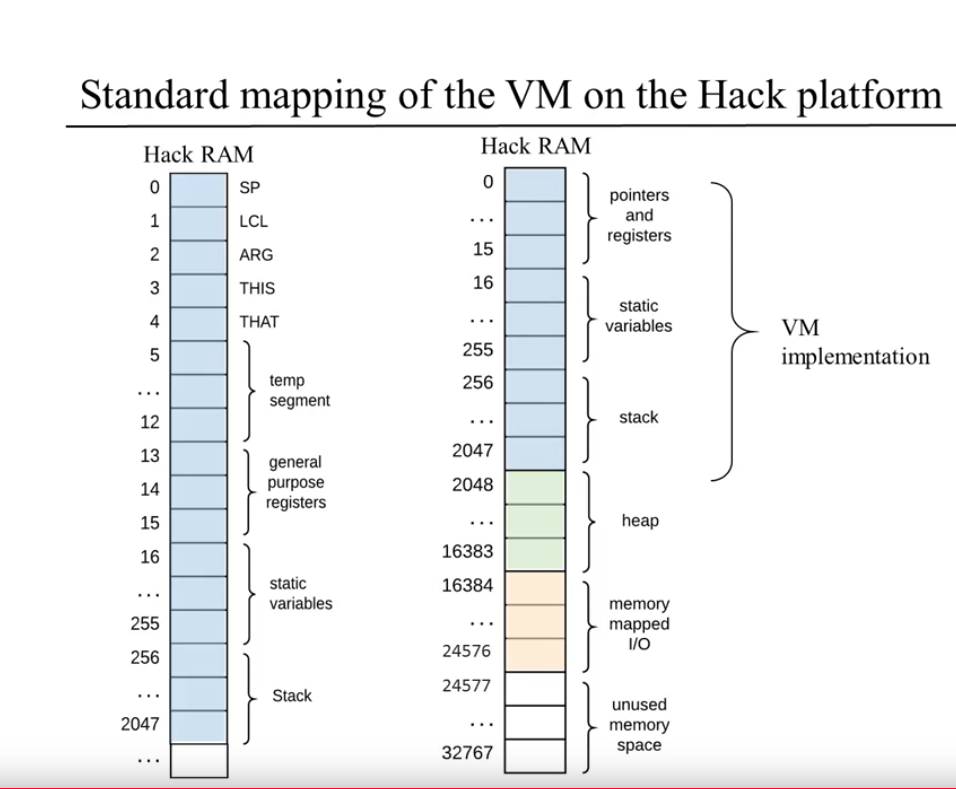 Standard mapping of the VM on the Hack platform
Hack RAM
0 SP
1 LCL
2 ARG
3 THIS
4 THAT
5
...
12
temp
segment
13
14
15
general
purpose
registers
16
...
255
static
variables
256
...
2047
Stack
...
Hack RAM
0
...
15
pointers
and
registers
16
...
255
static
variables
256
...
2047
stack
2048
...
16383
heap
16384
...
24576
memory
mapped
I/O
24577
...
32767
unused
memory
space
VM
implementation